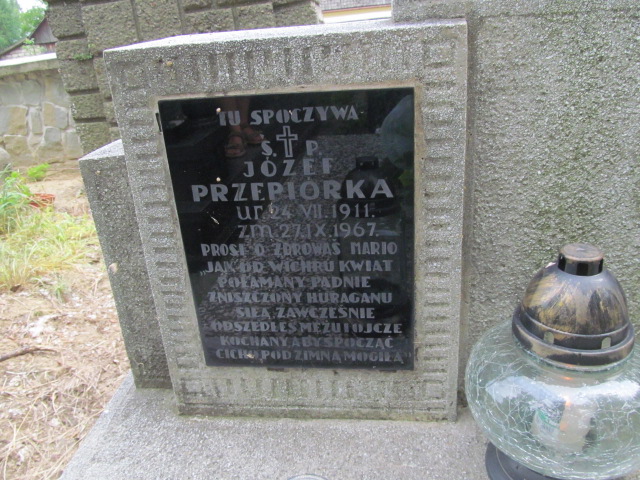 TU SPOCZYWA
Ś. P.
JÓZEF
PRZEPIÓRKA
ur. 24.VII.1911.
zm. 27.IX.1967.
PROSI O ZDROWAŚ MARIO
„JAK OD WICHRU KWIAT
POŁAMANY PADNIE
ZNISZCZONY HURAGANU
SIŁĄ, ZAWCZEŚNIE
ODSZEDŁEŚ MĘŻU I OJCZE
KOCHANY, ABY SPOCZĄĆ
CICHO POD ZIMNĄ MOGIŁĄ"